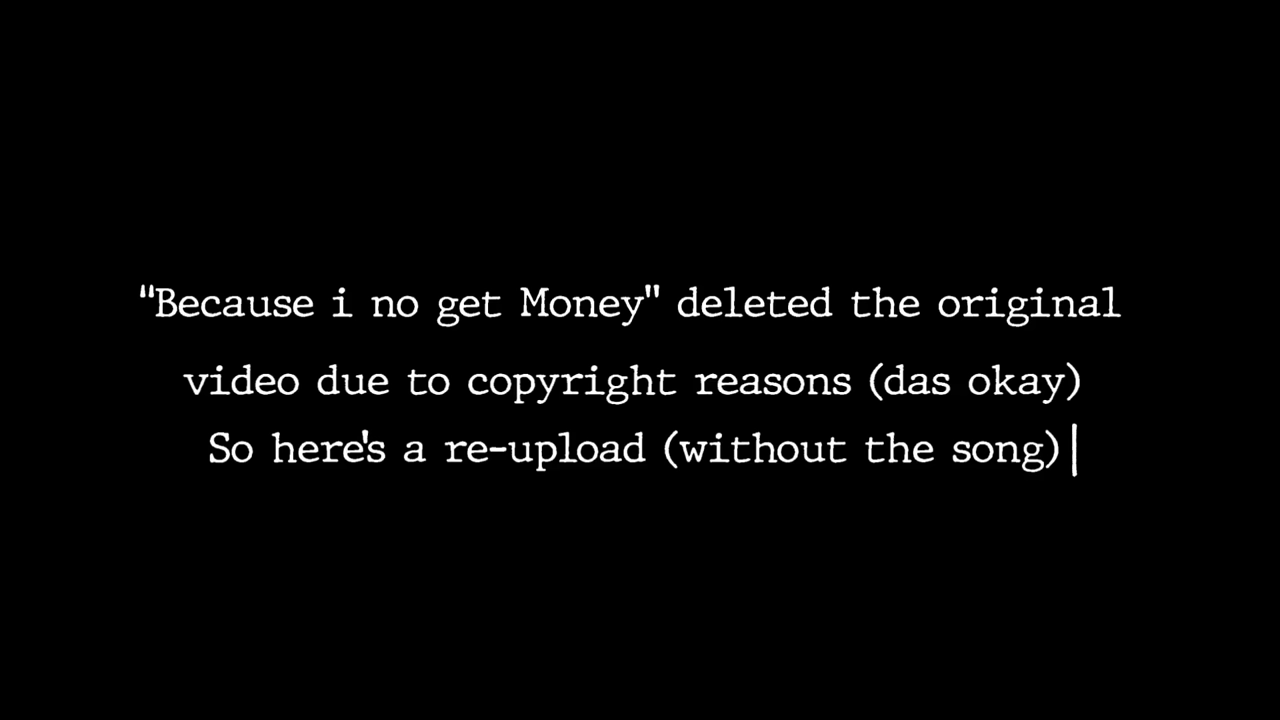 "Because i no get Money" deleted the original
video due to copyright reasons (das okay)
So here's a re-upload (without the song)